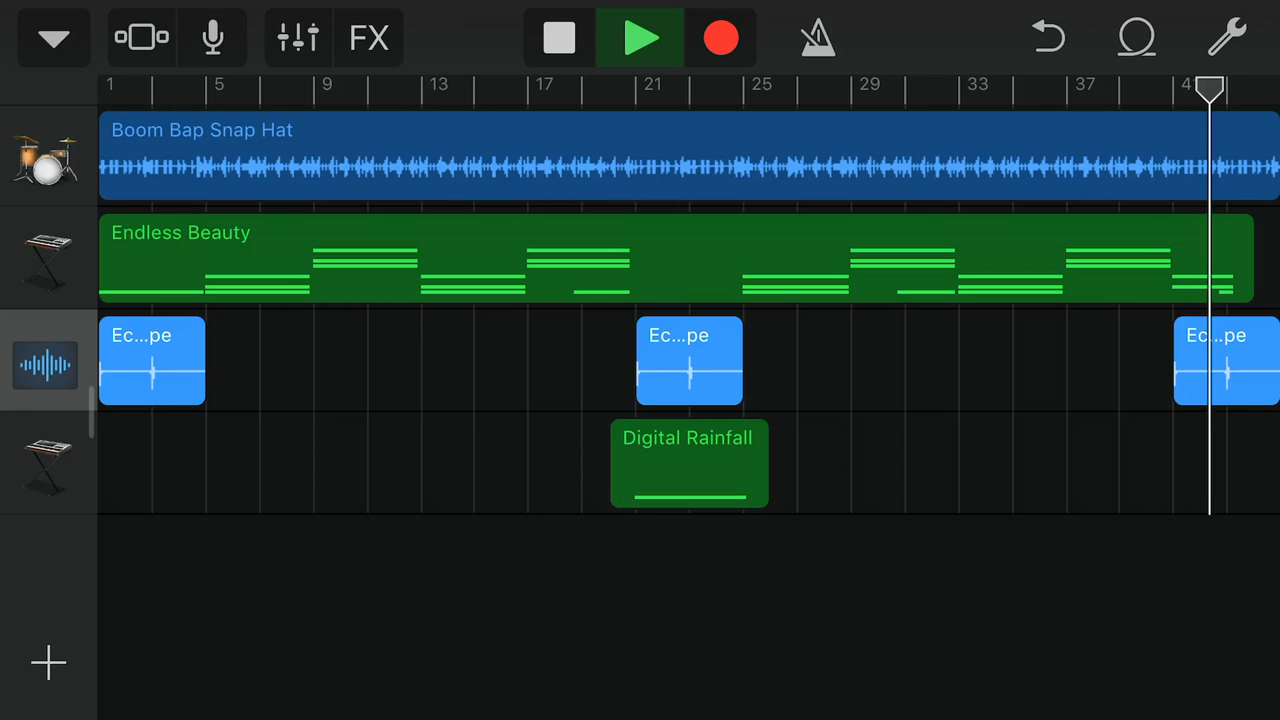 FX
1 5 9 13 17 21 25 29 33 37 41
Boom Bap Snap Hat
Endless Beauty
Ec...pe Ec...pe Ec...pe
Digital Rainfall